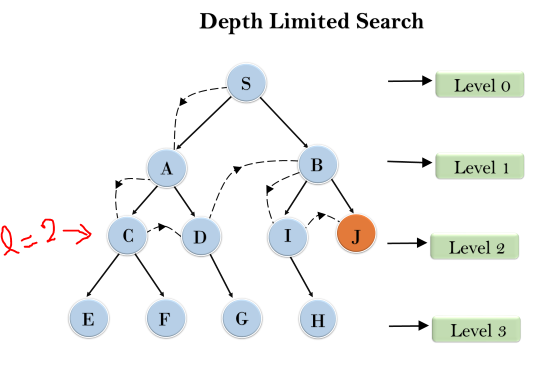 Depth Limited Search
S
Level 0
A
B
Level 1
l=2
C
D
I
J
Level 2
E
F
G
H
Level 3